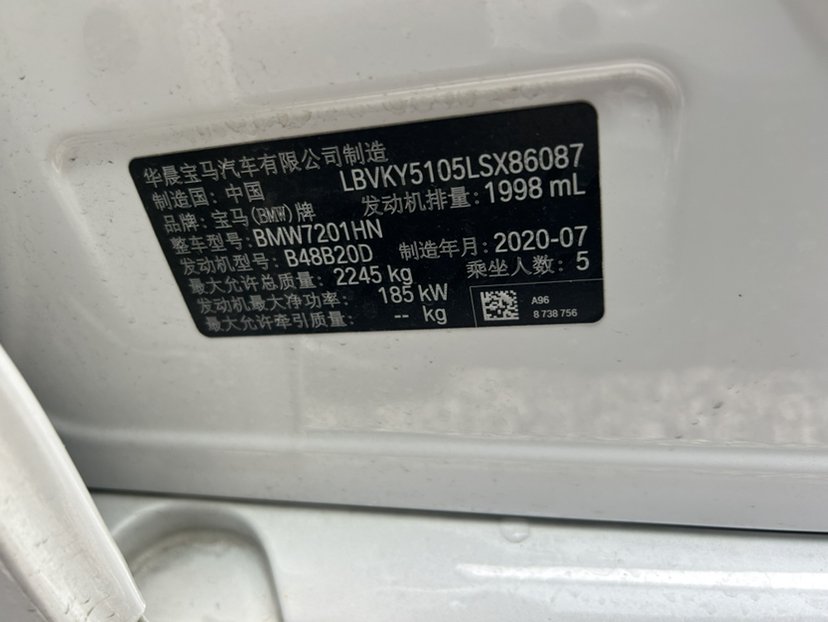 华晨宝马汽车有限公司制造
制造国：中国 LBVKY5105LSX86087
品牌：宝马(BMW)牌 发动机排量：1998 mL
整车型号：BMW7201HN
发动机型号：B48B20D 制造年月：2020-07
最大允许总质量：2245 kg 乘坐人数：5
发动机最大净功率： 185 kW
最大允许牵引质量： -- kg
A96
8 738 756